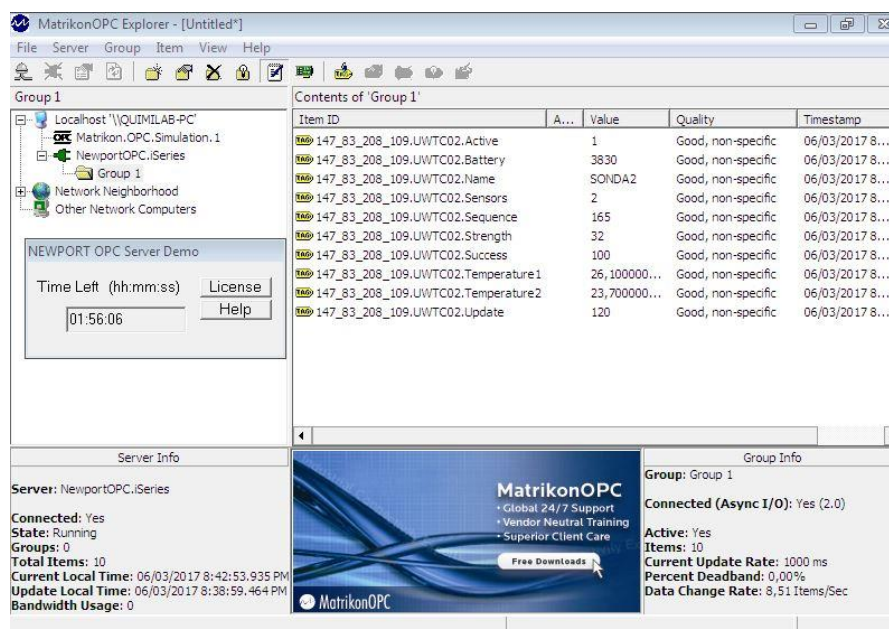 MatrikonOPC Explorer - [Untitled*]
File Server Group Item View Help
Group 1
Contents of 'Group 1'
Localhost '\\QUIMILAB-PC'
OPC Matrikon.OPC.Simulation.1
NewportOPC.iSeries
Group 1
Network Neighborhood
Other Network Computers
NEWPORT OPC Server Demo
Time Left (hh:mm:ss) License
01:56:06 Help
Item ID A... Value Quality Timestamp
TAG 147_83_208_109.UWTC02.Active 1 Good, non-specific 06/03/2017 8...
TAG 147_83_208_109.UWTC02.Battery 3830 Good, non-specific 06/03/2017 8...
TAG 147_83_208_109.UWTC02.Name SONDA2 Good, non-specific 06/03/2017 8...
TAG 147_83_208_109.UWTC02.Sensors 2 Good, non-specific 06/03/2017 8...
TAG 147_83_208_109.UWTC02.Sequence 165 Good, non-specific 06/03/2017 8...
TAG 147_83_208_109.UWTC02.Strength 32 Good, non-specific 06/03/2017 8...
TAG 147_83_208_109.UWTC02.Success 100 Good, non-specific 06/03/2017 8...
TAG 147_83_208_109.UWTC02.Temperature1 26,100000... Good, non-specific 06/03/2017 8...
TAG 147_83_208_109.UWTC02.Temperature2 23,700000... Good, non-specific 06/03/2017 8...
TAG 147_83_208_109.UWTC02.Update 120 Good, non-specific 06/03/2017 8...
Server Info
Server: NewportOPC.iSeries
Connected: Yes
State: Running
Groups: 0
Total Items: 10
Current Local Time: 06/03/2017 8:42:53.935 PM
Update Local Time: 06/03/2017 8:38:59.464 PM
Bandwidth Usage: 0
MatrikonOPC
• Global 24/7 Support
• Vendor Neutral Training
• Superior Client Care
Free Downloads
MatrikonOPC
Group Info
Group: Group 1
Connected (Async I/O): Yes (2.0)
Active: Yes
Items: 10
Current Update Rate: 1000 ms
Percent Deadband: 0,00%
Data Change Rate: 8,51 Items/Sec